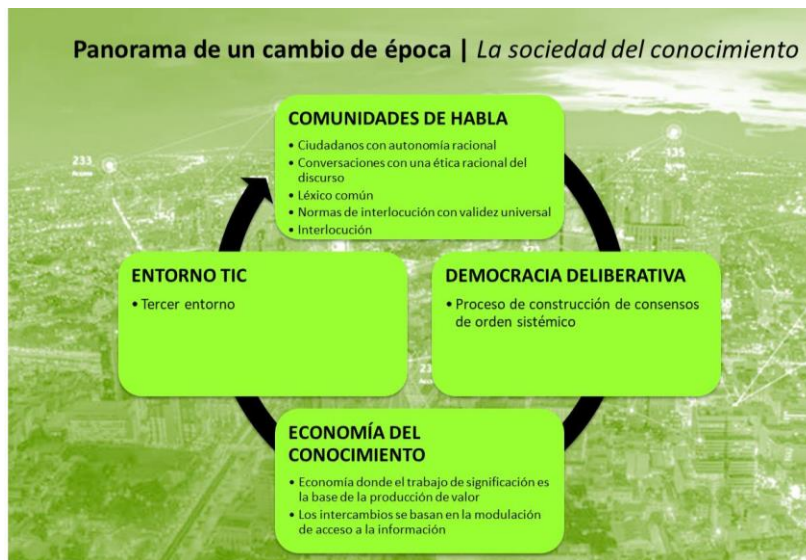 Panorama de un cambio de época | La sociedad del conocimiento
COMUNIDADES DE HABLA
• Ciudadanos con autonomía racional
• Conversaciones con una ética racional del
discurso
• Léxico común
• Normas de interlocución con validez universal
• Interlocución
233
135
ENTORNO TIC
• Tercer entorno
DEMOCRACIA DELIBERATIVA
• Proceso de construcción de consensos
de orden sistémico
ECONOMÍA DEL
CONOCIMIENTO
• Economía donde el trabajo de significación es
la base de la producción de valor
• Los intercambios se basan en la modulación
de acceso a la información